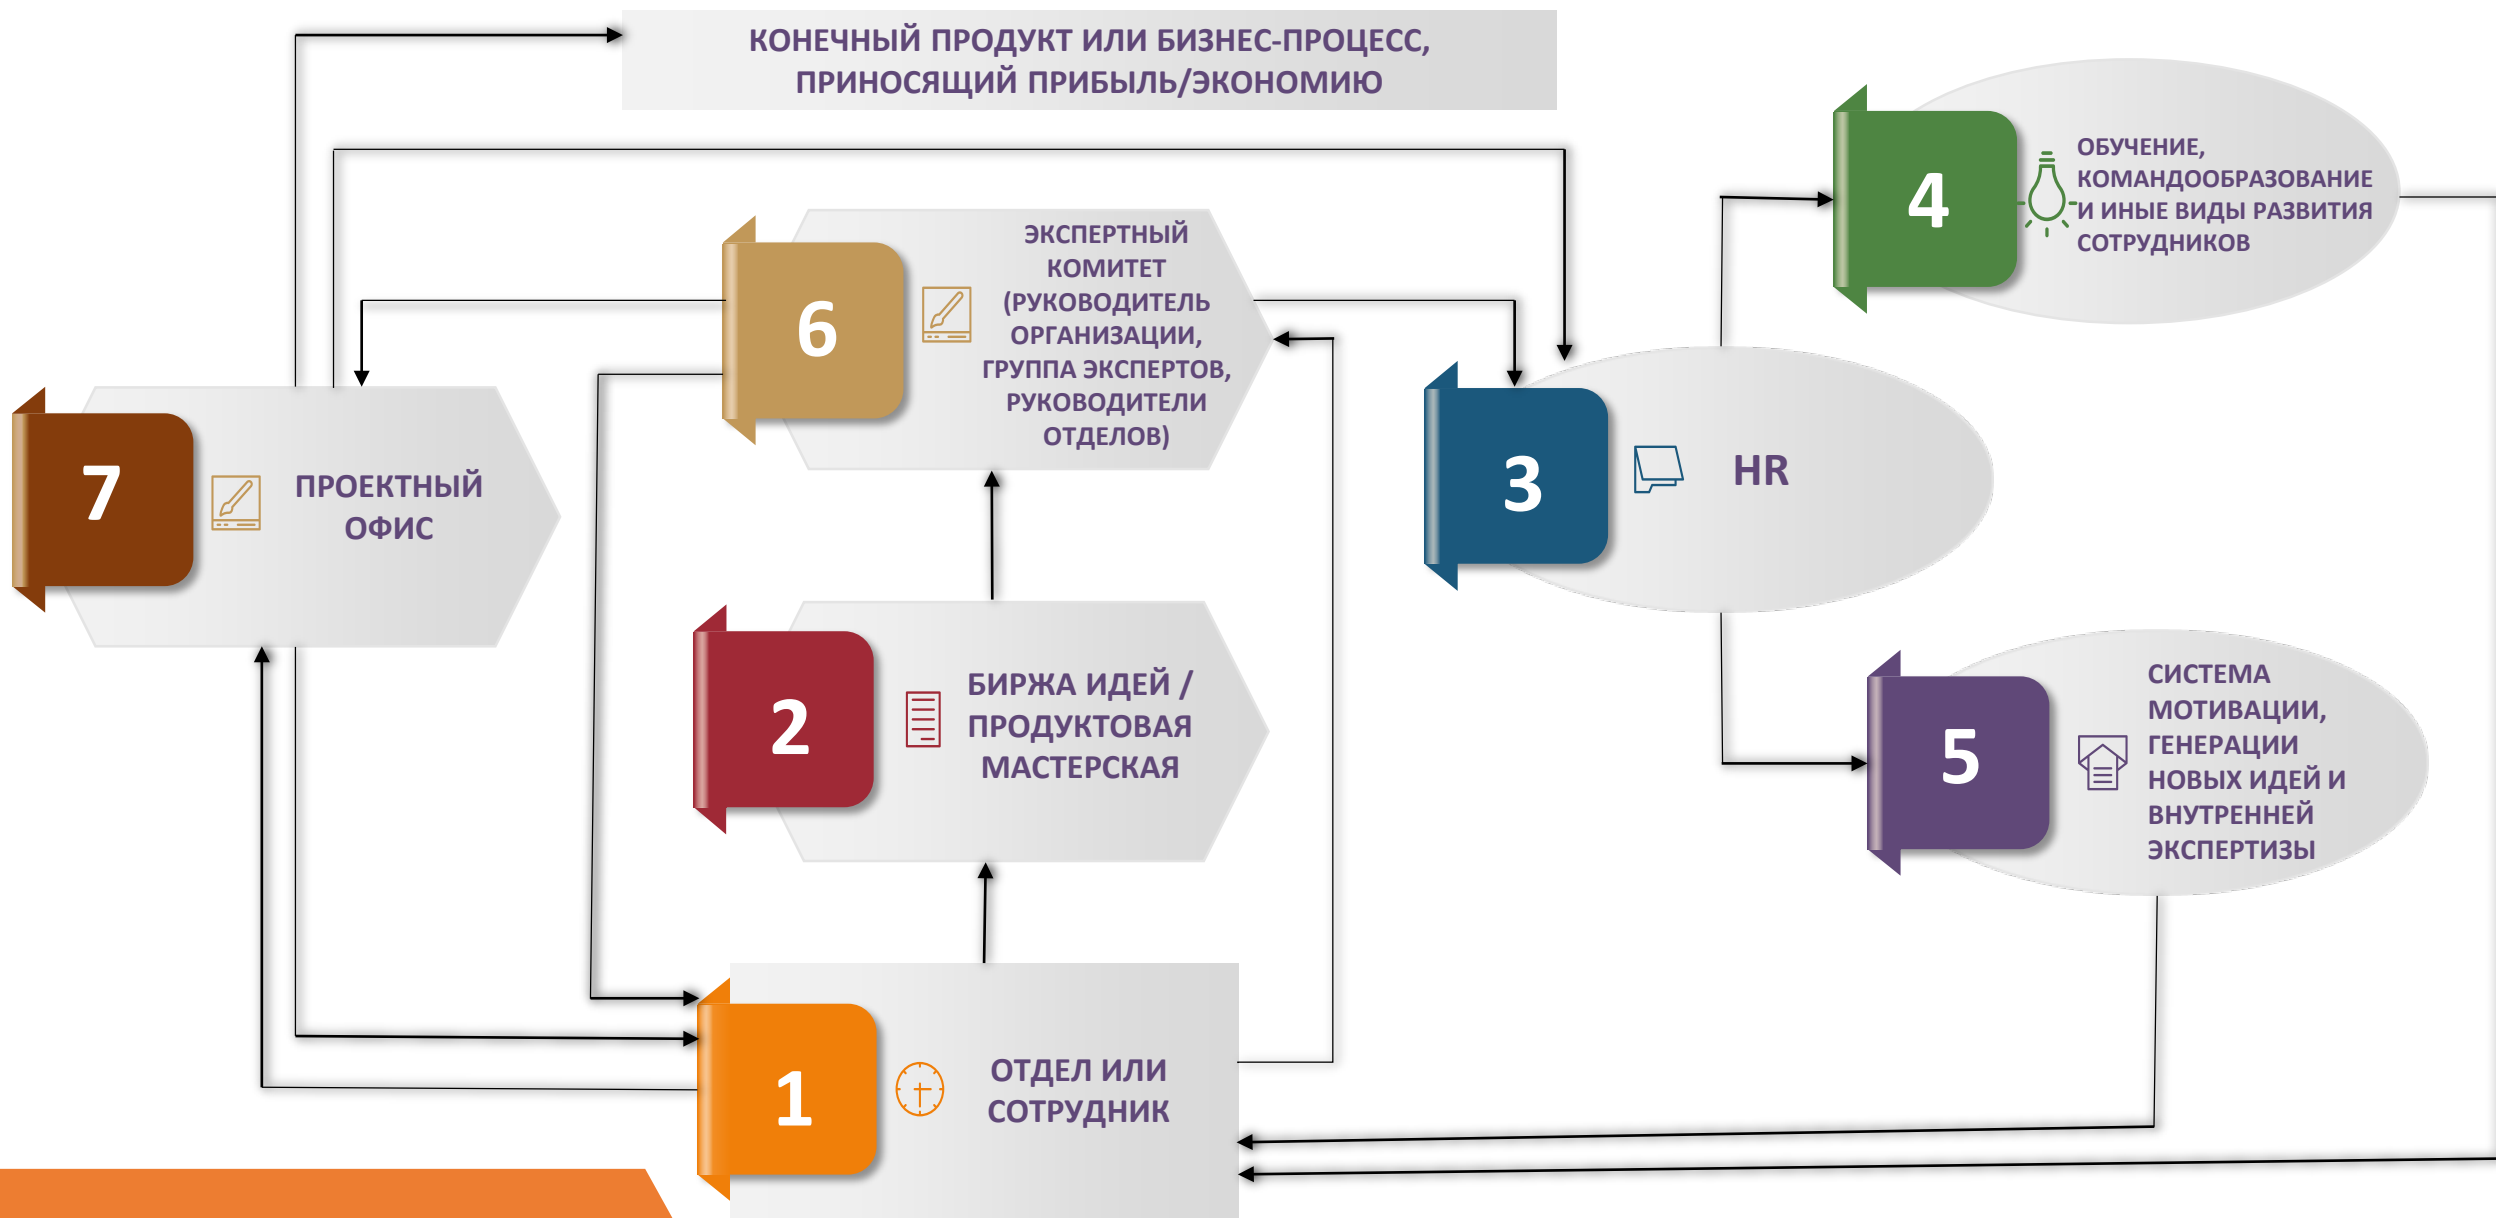 КОНЕЧНЫЙ ПРОДУКТ ИЛИ БИЗНЕС-ПРОЦЕСС,
ПРИНОСЯЩИЙ ПРИБЫЛЬ/ЭКОНОМИЮ
4
ОБУЧЕНИЕ,
КОМАНДООБРАЗОВАНИЕ
И ИНЫЕ ВИДЫ РАЗВИТИЯ
СОТРУДНИКОВ
6
ЭКСПЕРТНЫЙ
КОМИТЕТ
(РУКОВОДИТЕЛЬ
ОРГАНИЗАЦИИ,
ГРУППА ЭКСПЕРТОВ,
РУКОВОДИТЕЛИ
ОТДЕЛОВ)
7
ПРОЕКТНЫЙ
ОФИС
3
HR
2
БИРЖА ИДЕЙ /
ПРОДУКТОВАЯ
МАСТЕРСКАЯ
5
СИСТЕМА
МОТИВАЦИИ,
ГЕНЕРАЦИИ
НОВЫХ ИДЕЙ И
ВНУТРЕННЕЙ
ЭКСПЕРТИЗЫ
1
ОТДЕЛ ИЛИ
СОТРУДНИК